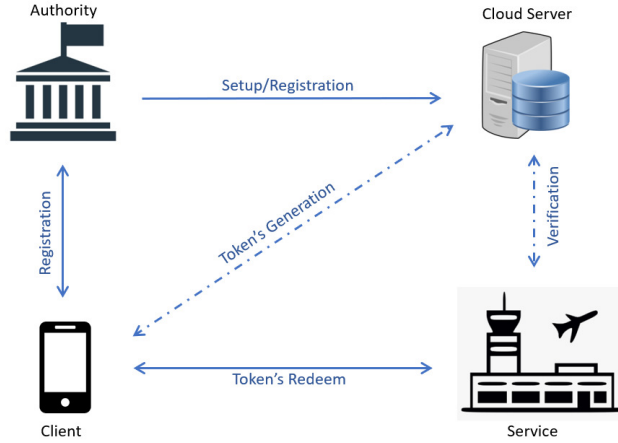 Authority
Cloud Server
Setup/Registration
Registration
Token's Generation
Verification
Token's Redeem
Client
Service